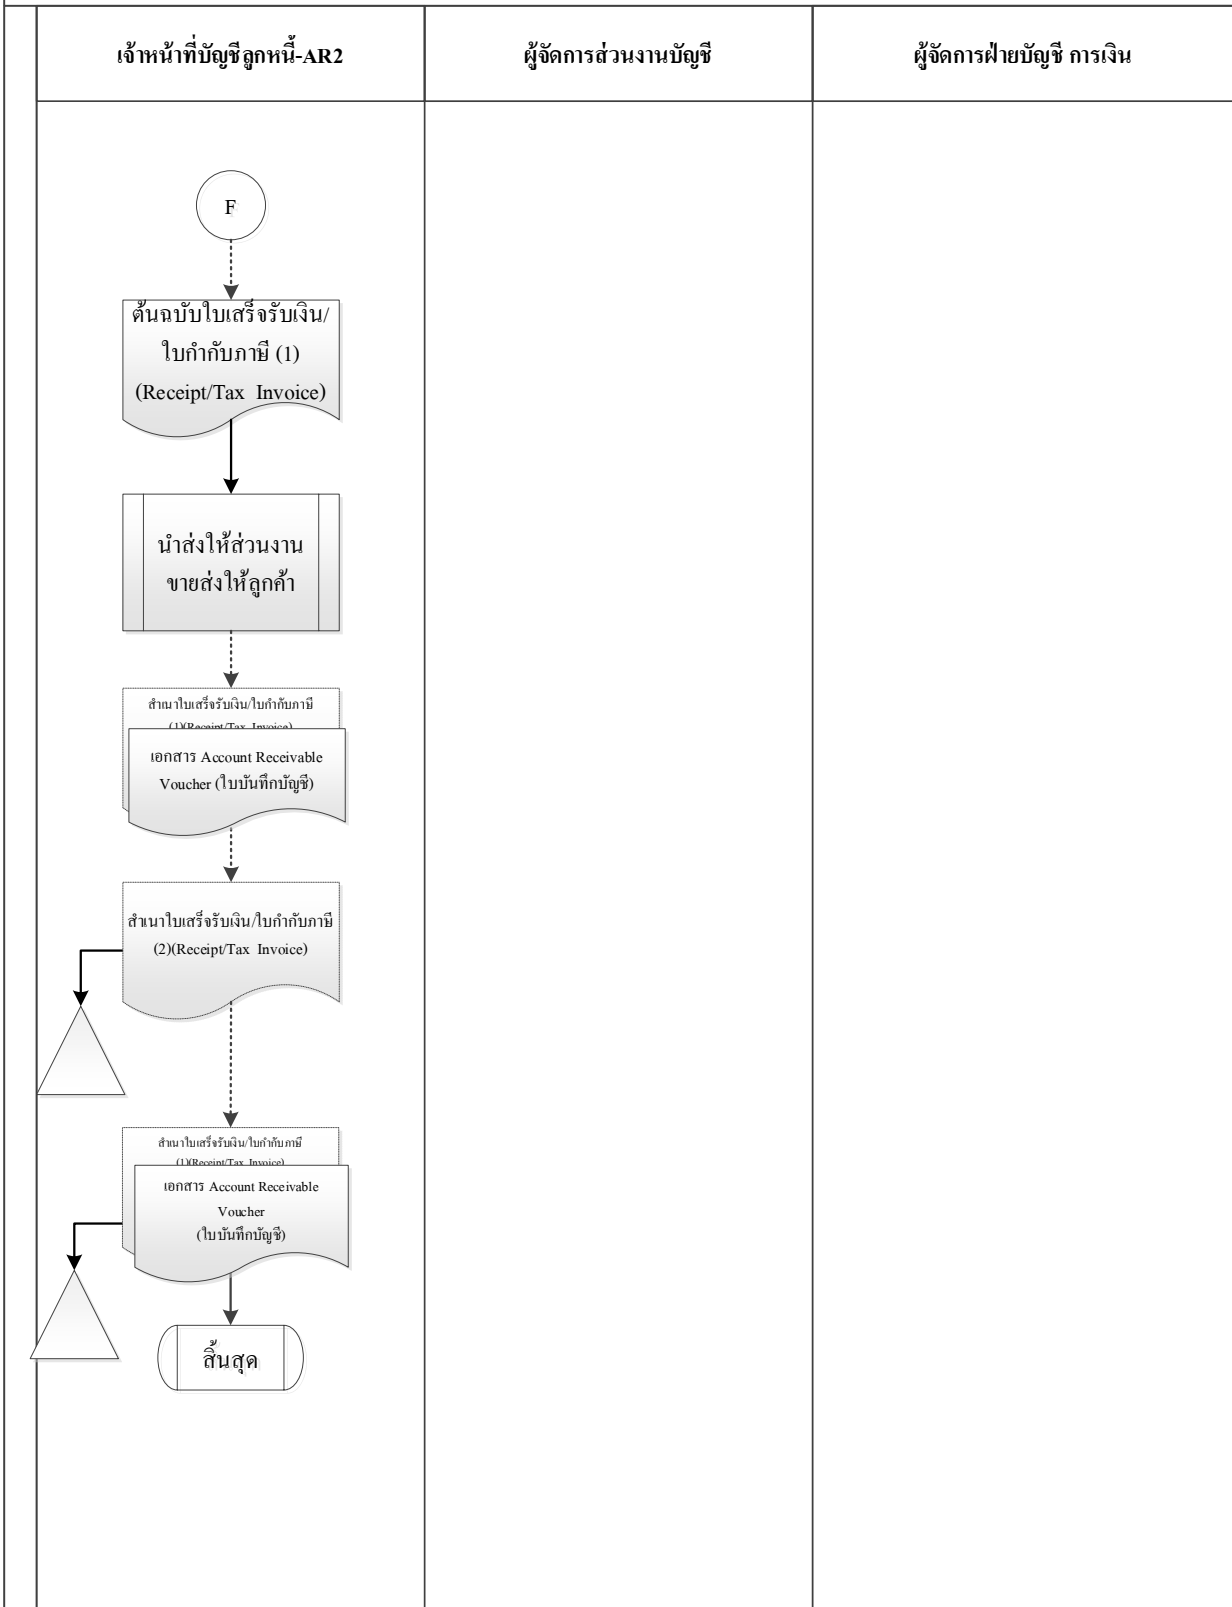 เจ้าหน้าที่บัญชีลูกหนี้-AR2
ผู้จัดการส่วนงานบัญชี
ผู้จัดการฝ่ายบัญชี การเงิน
F
ต้นฉบับใบเสร็จรับเงิน/
ใบกำกับภาษี (1)
(Receipt/Tax Invoice)
นำส่งให้ส่วนงาน
ขายส่งให้ลูกค้า
สำเนาใบเสร็จรับเงิน/ใบกำกับภาษี
(1)(Receipt/Tax Invoice)
เอกสาร Account Receivable
Voucher (ใบบันทึกบัญชี)
สำเนาใบเสร็จรับเงิน/ใบกำกับภาษี
(2)(Receipt/Tax Invoice)
สำเนาใบเสร็จรับเงิน/ใบกำกับภาษี
(1)(Receipt/Tax Invoice)
เอกสาร Account Receivable
Voucher
(ใบบันทึกบัญชี)
สิ้นสุด